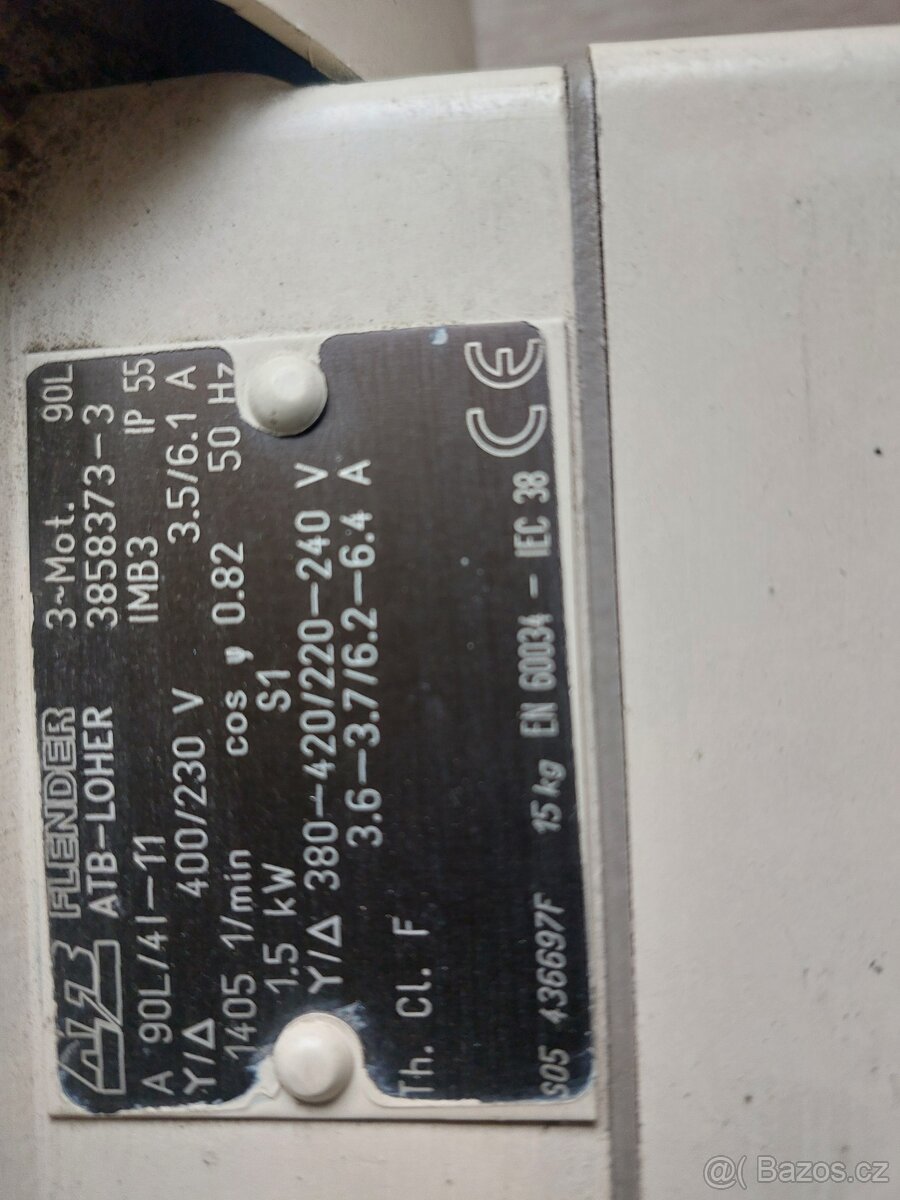 ATB FLENDER 3~Mot. 90L
ATB-LOHER 3858373-3
A 90L/4I-11 IMB3 IP 55
Y/Δ 400/230 V 3.5/6.1 A
1405 1/min cos φ 0.82 50 Hz
1.5 kW S1
Y/Δ 380-420/220-240 V
3.6-3.7/6.2-6.4 A
Th. Cl. F
S05 436697F 15 kg EN 60034 - IEC 38 CE
@( Bazos.cz